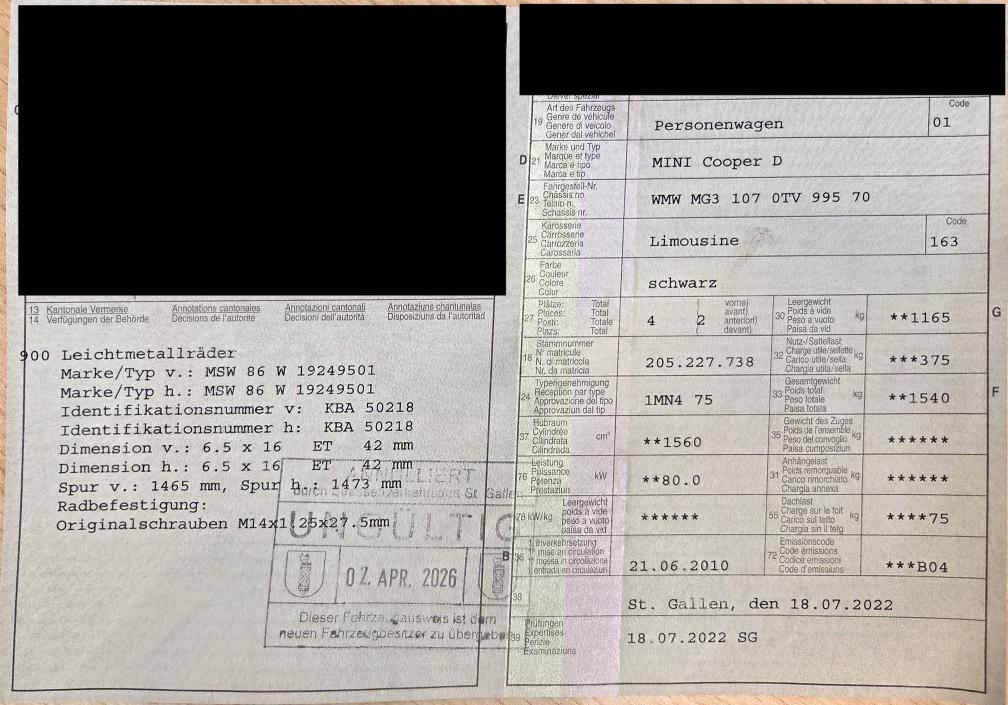 13 Kantonale Vermerke Annotations cantonales Annotazioni cantonali Annotaziuns chantunalas
14 Verfügungen der Behörde Décisions de l'autorité Decisioni dell'autorità Disposiziuns da l'autoritad
900 Leichtmetallräder
Marke/Typ v.: MSW 86 W 19249501
Marke/Typ h.: MSW 86 W 19249501
Identifikationsnummer v: KBA 50218
Identifikationsnummer h: KBA 50218
Dimension v.: 6.5 x 16 ET 42 mm
Dimension h.: 6.5 x 16 ET 42 mm
Spur v.: 1465 mm, Spur h.: 1473 mm
Radbefestigung:
Originalschrauben M14x1,25x27.5mm
ANNULLIERT
durch Strassenverkehrsamt St. Gallen
UNGÜLTIG
02. APR. 2026
Dieser Fahrzeugausweis ist dem
neuen Fahrzeugbesitzer zu übergeben
19 Art des Fahrzeugs
Genre de véhicule
Genere di veicolo
Gener dal vehichel
Personenwagen
Code
01
D 21 Marke und Typ
Marque et type
Marca e tipo
Marca e tip
MINI Cooper D
E 23 Fahrgestell-Nr.
Châssis no
Telaio n.
Schassis nr.
WMW MG3 107 0TV 995 70
25 Karosserie
Carrosserie
Carrozzeria
Carossaria
Limousine
Code
163
26 Farbe
Couleur
Colore
Colur
schwarz
27 Plätze: Total
Places: Total
Posti: Totale
Plazs: Total
4 ( 2 vorne)
avant)
anteriori)
davant)
30 Leergewicht
Poids à vide
Peso a vuoto
Paisa da vid
kg
**1165
G
18 Stammnummer
N° matricule
N. di matricola
Nr. da matricla
205.227.738
32 Nutz-/Sattellast
Charge utile/sellette
Carico utile/sella
Chargia utila/sella
kg
***375
24 Typengenehmigung
Réception par type
Approvazione del tipo
Approvaziun dal tip
1MN4 75
33 Gesamtgewicht
Poids total
Peso totale
Paisa totala
kg
**1540
F
37 Hubraum
Cylindrée
Cilindrata
Cilindrada
cm³
**1560
35 Gewicht des Zuges
Poids de l'ensemble
Peso del convoglio
Paisa cumposiziun
kg
******
76 Leistung
Puissance
Potenza
Prestaziun
kW
**80.0
31 Anhängelast
Poids remorquable
Carico rimorchiato
Chargia annexa
kg
******
78 kW/kg Leergewicht
poids à vide
peso a vuoto
paisa da vid
******
55 Dachlast
Charge sur le toit
Carico sul tetto
Chargia sin il tetg
kg
****75
B 36 1. Inverkehrsetzung
1re mise en circulation
1a messa in circolazione
1. entrada en circulaziun
21.06.2010
72 Emissionscode
Code émissions
Codice emissioni
Code d'emissiuns
***B04
38
St. Gallen, den 18.07.2022
39 Prüfungen
Expertises
Perizie
Examinaziuns
18.07.2022 SG